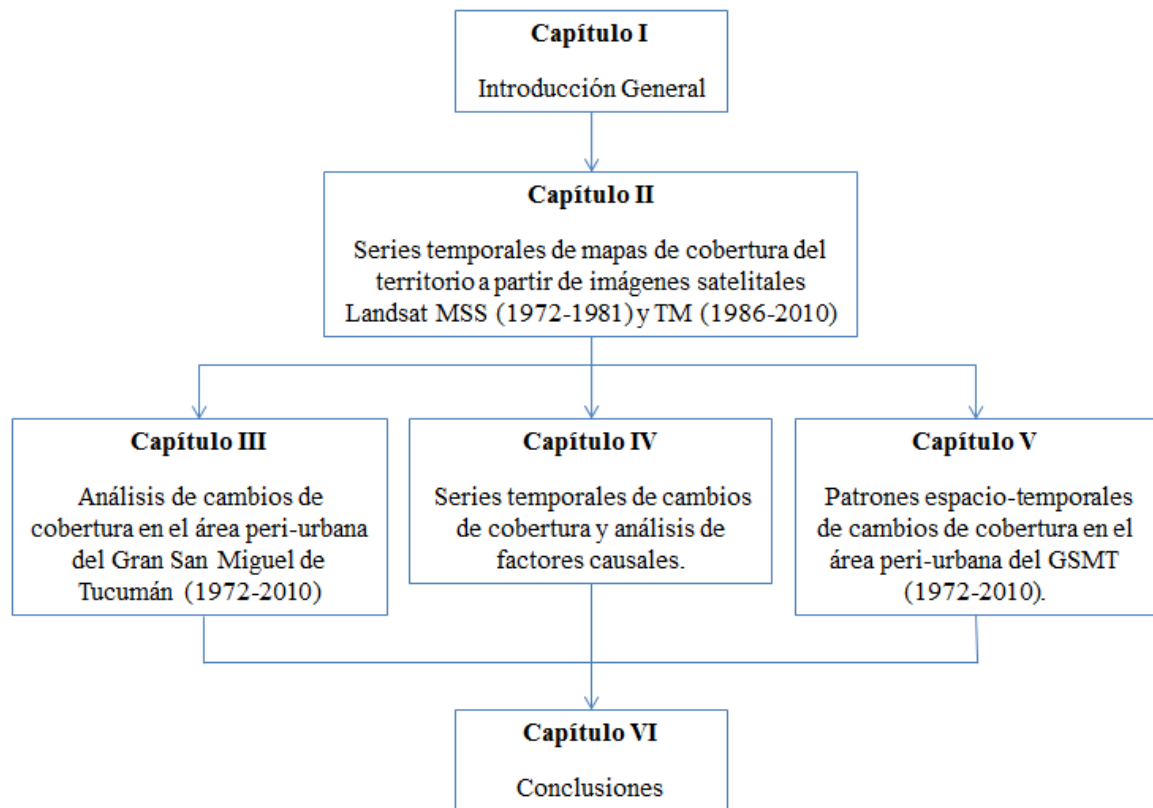 Capítulo I
Introducción General
Capítulo II
Series temporales de mapas de cobertura del
territorio a partir de imágenes satelitales
Landsat MSS (1972-1981) y TM (1986-2010)
Capítulo III
Análisis de cambios de
cobertura en el área peri-urbana
del Gran San Miguel de
Tucumán (1972-2010)
Capítulo IV
Series temporales de cambios
de cobertura y análisis de
factores causales.
Capítulo V
Patrones espacio-temporales
de cambios de cobertura en el
área peri-urbana del GSMT
(1972-2010).
Capítulo VI
Conclusiones